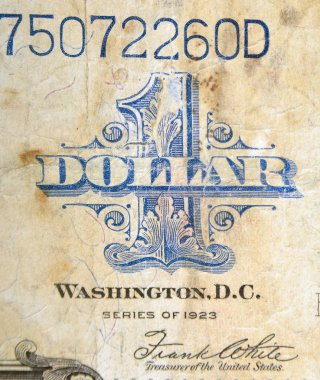 75072260D
1
DOLLAR
WASHINGTON, D.C.
SERIES OF 1923
Frank White
Treasurer of the United States.